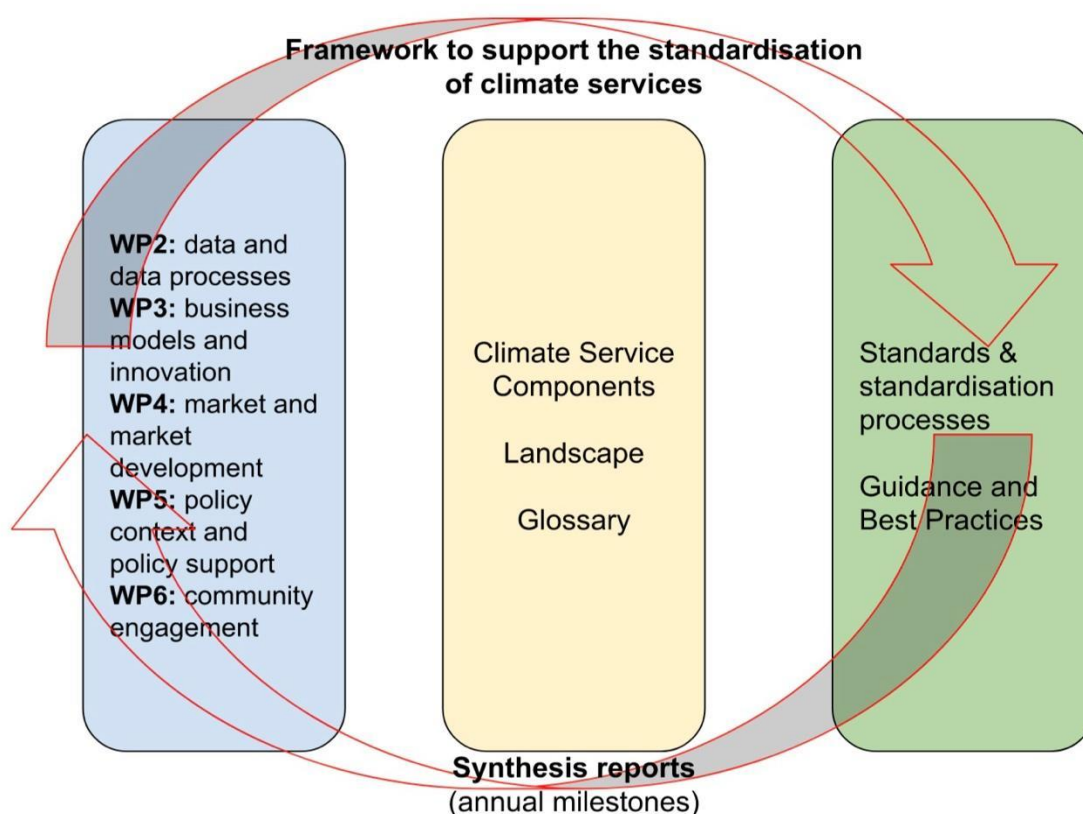 Framework to support the standardisation
of climate services
WP2: data and
data processes
WP3: business
models and
innovation
WP4: market and
market
development
WP5: policy
context and
policy support
WP6: community
engagement
Climate Service
Components
Landscape
Glossary
Standards &
standardisation
processes
Guidance and
Best Practices
Synthesis reports
(annual milestones)